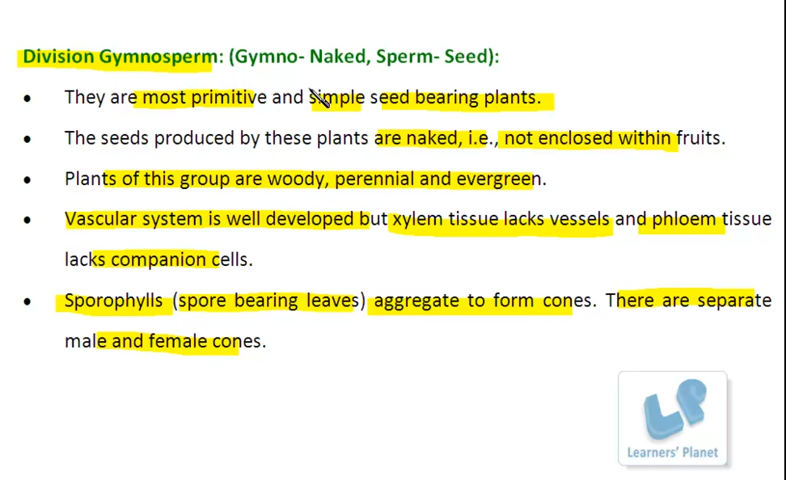 Division Gymnosperm: (Gymno- Naked, Sperm- Seed):
• They are most primitive and simple seed bearing plants.
• The seeds produced by these plants are naked, i.e., not enclosed within fruits.
• Plants of this group are woody, perennial and evergreen.
• Vascular system is well developed but xylem tissue lacks vessels and phloem tissue
lacks companion cells.
• Sporophylls (spore bearing leaves) aggregate to form cones. There are separate
male and female cones.
LP
Learners' Planet